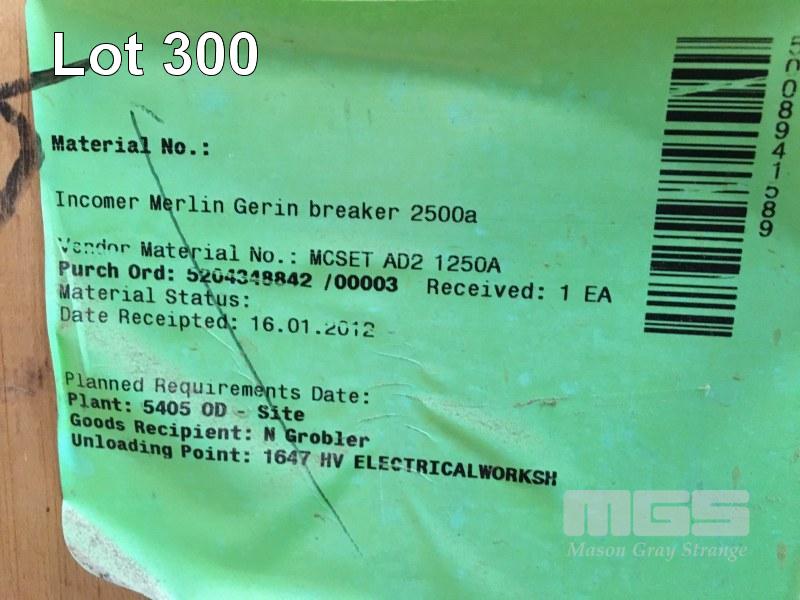 Lot 300
Material No.:
Incomer Merlin Gerin breaker 2500a
Vendor Material No.: MCSET AD2 1250A
Purch Ord: 5204348842 /00003 Received: 1 EA
Material Status:
Date Receipted: 16.01.2012
Planned Requirements Date:
Plant: 5405 OD - Site
Goods Recipient: N Grobler
Unloading Point: 1647 HV ELECTRICALWORKSH
5008941589
MGS
Mason Gray Strange